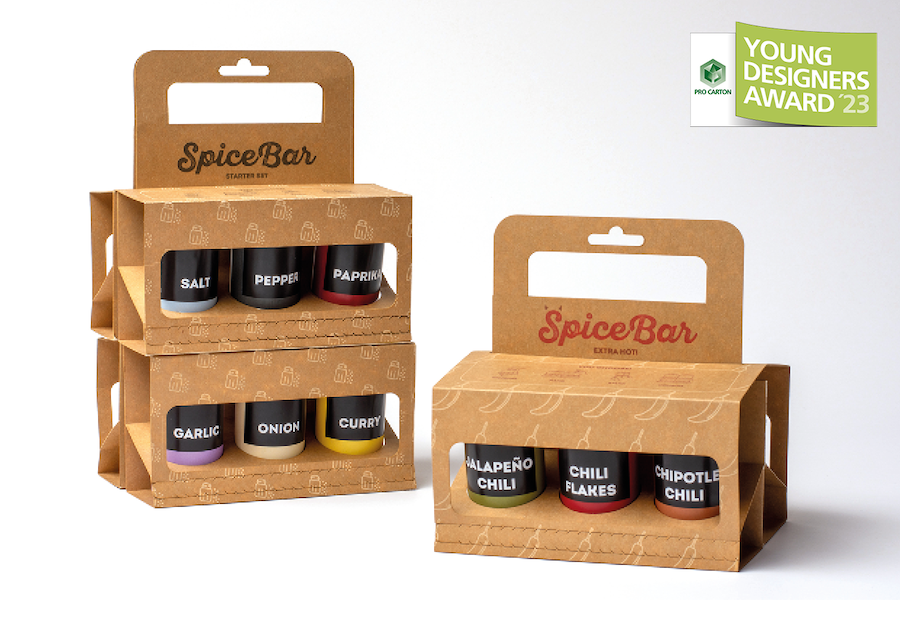 PRO CARTON
YOUNG
DESIGNERS
AWARD ´23
SpiceBar
STARTER SET
SALT
PEPPER
PAPRIKA
GARLIC
ONION
CURRY
SpiceBar
EXTRA HOT!
JALAPEÑO
CHILI
CHILI
FLAKES
CHIPOTLE
CHILI